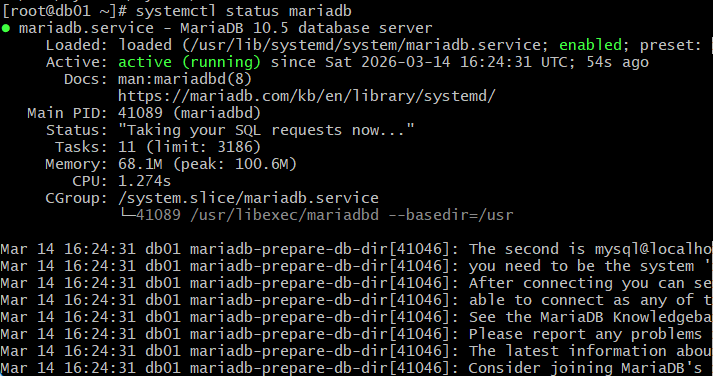 [root@db01 ~]# systemctl status mariadb
● mariadb.service - MariaDB 10.5 database server
     Loaded: loaded (/usr/lib/systemd/system/mariadb.service; enabled; preset:
     Active: active (running) since Sat 2026-03-14 16:24:31 UTC; 54s ago
       Docs: man:mariadbd(8)
             https://mariadb.com/kb/en/library/systemd/
   Main PID: 41089 (mariadbd)
     Status: "Taking your SQL requests now..."
      Tasks: 11 (limit: 3186)
     Memory: 68.1M (peak: 100.6M)
        CPU: 1.274s
     CGroup: /system.slice/mariadb.service
             └─41089 /usr/libexec/mariadbd --basedir=/usr

Mar 14 16:24:31 db01 mariadb-prepare-db-dir[41046]: The second is mysql@localho
Mar 14 16:24:31 db01 mariadb-prepare-db-dir[41046]: you need to be the system '
Mar 14 16:24:31 db01 mariadb-prepare-db-dir[41046]: After connecting you can se
Mar 14 16:24:31 db01 mariadb-prepare-db-dir[41046]: able to connect as any of t
Mar 14 16:24:31 db01 mariadb-prepare-db-dir[41046]: See the MariaDB Knowledgeba
Mar 14 16:24:31 db01 mariadb-prepare-db-dir[41046]: Please report any problems
Mar 14 16:24:31 db01 mariadb-prepare-db-dir[41046]: The latest information abou
Mar 14 16:24:31 db01 mariadb-prepare-db-dir[41046]: Consider joining MariaDB's